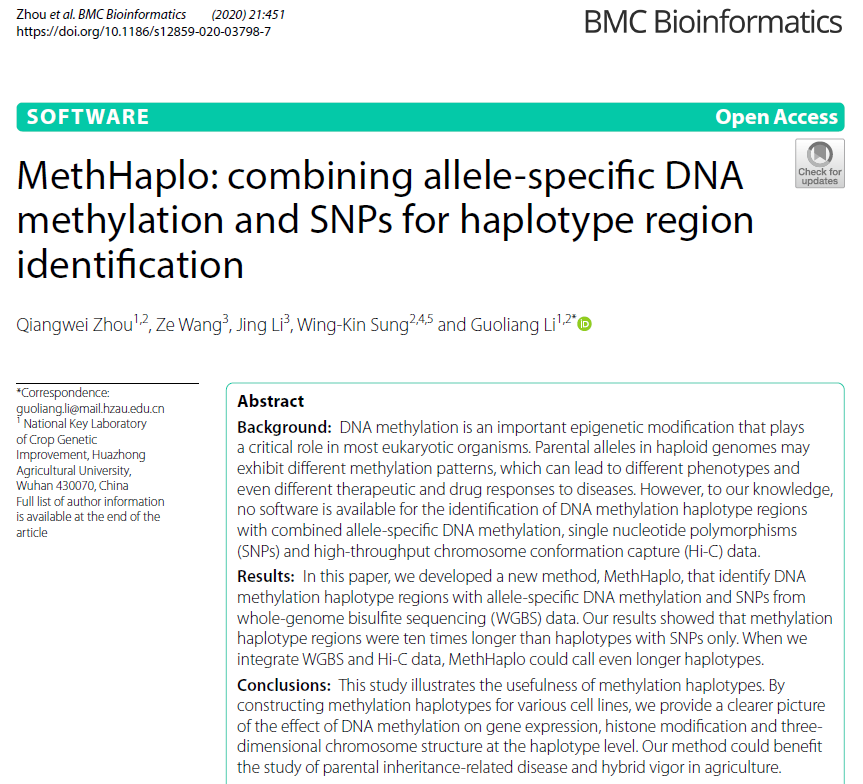 Zhou et al. BMC Bioinformatics (2020) 21:451
https://doi.org/10.1186/s12859-020-03798-7
BMC Bioinformatics
SOFTWARE
Open Access
Check for
updates
MethHaplo: combining allele-specific DNA
methylation and SNPs for haplotype region
identification
Qiangwei Zhou1,2, Ze Wang3, Jing Li3, Wing-Kin Sung2,4,5 and Guoliang Li1,2*
iD
*Correspondence:
guoliang.li@mail.hzau.edu.cn
1 National Key Laboratory
of Crop Genetic
Improvement, Huazhong
Agricultural University,
Wuhan 430070, China
Full list of author information
is available at the end of the
article
Abstract
Background: DNA methylation is an important epigenetic modification that plays
a critical role in most eukaryotic organisms. Parental alleles in haploid genomes may
exhibit different methylation patterns, which can lead to different phenotypes and
even different therapeutic and drug responses to diseases. However, to our knowledge,
no software is available for the identification of DNA methylation haplotype regions
with combined allele-specific DNA methylation, single nucleotide polymorphisms
(SNPs) and high-throughput chromosome conformation capture (Hi-C) data.
Results: In this paper, we developed a new method, MethHaplo, that identify DNA
methylation haplotype regions with allele-specific DNA methylation and SNPs from
whole-genome bisulfite sequencing (WGBS) data. Our results showed that methylation
haplotype regions were ten times longer than haplotypes with SNPs only. When we
integrate WGBS and Hi-C data, MethHaplo could call even longer haplotypes.
Conclusions: This study illustrates the usefulness of methylation haplotypes. By
constructing methylation haplotypes for various cell lines, we provide a clearer picture
of the effect of DNA methylation on gene expression, histone modification and three-
dimensional chromosome structure at the haplotype level. Our method could benefit
the study of parental inheritance-related disease and hybrid vigor in agriculture.